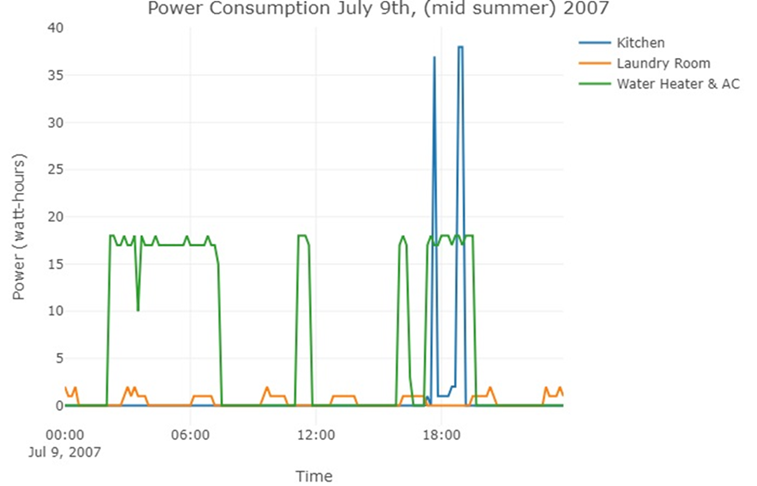 Power Consumption July 9th, (mid summer) 2007
40
35
30
25
20
15
10
5
0
Power (watt-hours)
00:00
06:00
12:00
18:00
Jul 9, 2007
Time
Kitchen
Laundry Room
Water Heater & AC